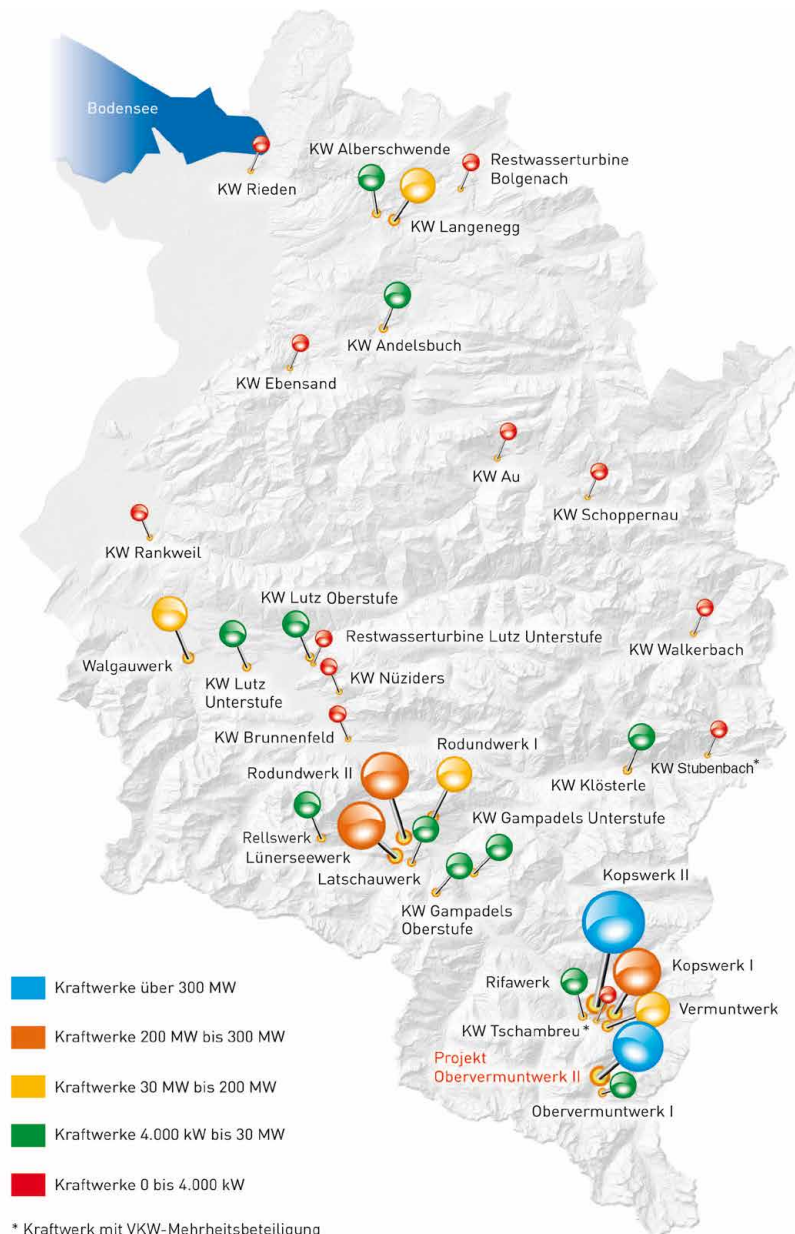 Bodensee
KW Alberschwende
Restwasserturbine
Bolgenach
KW Rieden
KW Langenegg
KW Andelsbuch
KW Ebensand
KW Au
KW Schoppernau
KW Rankweil
KW Lutz Oberstufe
Restwasserturbine Lutz Unterstufe
KW Walkerbach
Walgauwerk
KW Lutz
Unterstufe
KW Nüziders
KW Brunnenfeld
Rodundwerk I
Rodundwerk II
KW Stubenbach*
KW Klösterle
KW Gampadels Unterstufe
Rellswerk
Lünerseewerk
Latschauwerk
Kopswerk II
KW Gampadels
Oberstufe
Kopswerk I
Rifawerk
Vermuntwerk
KW Tschambreu*
Projekt
Obervermuntwerk II
Obervermuntwerk I
Kraftwerke über 300 MW
Kraftwerke 200 MW bis 300 MW
Kraftwerke 30 MW bis 200 MW
Kraftwerke 4.000 kW bis 30 MW
Kraftwerke 0 bis 4.000 kW
* Kraftwerk mit VKW-Mehrheitsbeteiligung